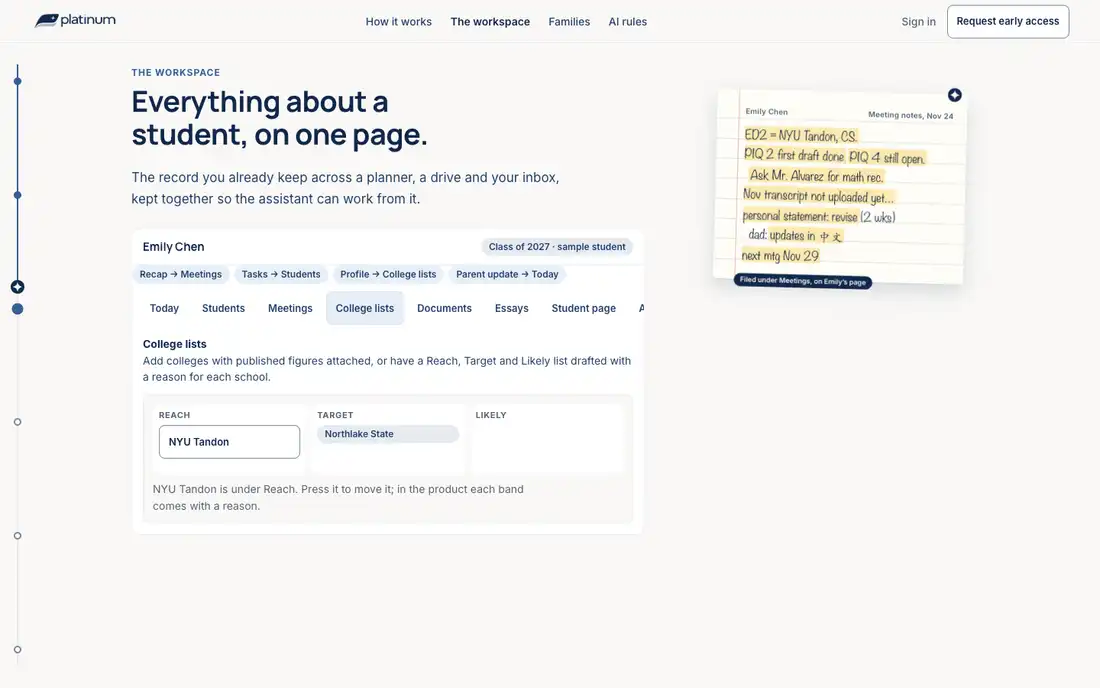 platinum
How it works
The workspace
Families
AI rules
Sign in
Request early access
THE WORKSPACE
Everything about a
student, on one page.
The record you already keep across a planner, a drive and your inbox,
kept together so the assistant can work from it.
Emily Chen
Class of 2027 · sample student
Recap → Meetings
Tasks → Students
Profile → College lists
Parent update → Today
Today
Students
Meetings
College lists
Documents
Essays
Student page
College lists
Add colleges with published figures attached, or have a Reach, Target and Likely list drafted with
a reason for each school.
REACH
NYU Tandon
TARGET
Northlake State
LIKELY
NYU Tandon is under Reach. Press it to move it; in the product each band
comes with a reason.
Emily Chen
Meeting notes, Nov 24
ED2 = NYU Tandon, CS.
PIQ 2 first draft done. PIQ 4 still open.
Ask Mr. Alvarez for math rec.
Nov transcript not uploaded yet...
personal statement: revise (2 wks)
dad: updates in 中文
next mtg Nov 29
Filed under Meetings, on Emily's page